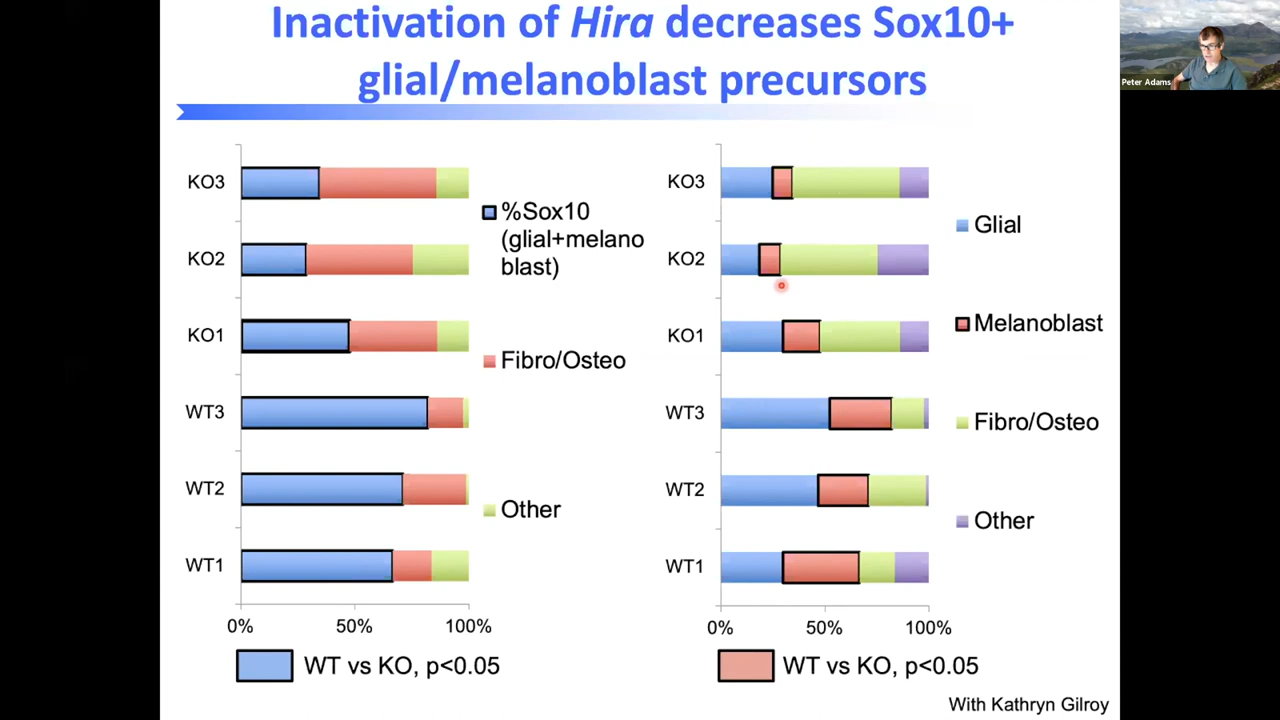 Inactivation of Hira decreases Sox10+
glial/melanoblast precursors
Peter Adams
KO3
KO2
KO1
WT3
WT2
WT1
0%
50%
100%
%Sox10
(glial+melano
blast)
Fibro/Osteo
Other
WT vs KO, p<0.05
KO3
KO2
KO1
WT3
WT2
WT1
0%
50%
100%
Glial
Melanoblast
Fibro/Osteo
Other
WT vs KO, p<0.05
With Kathryn Gilroy